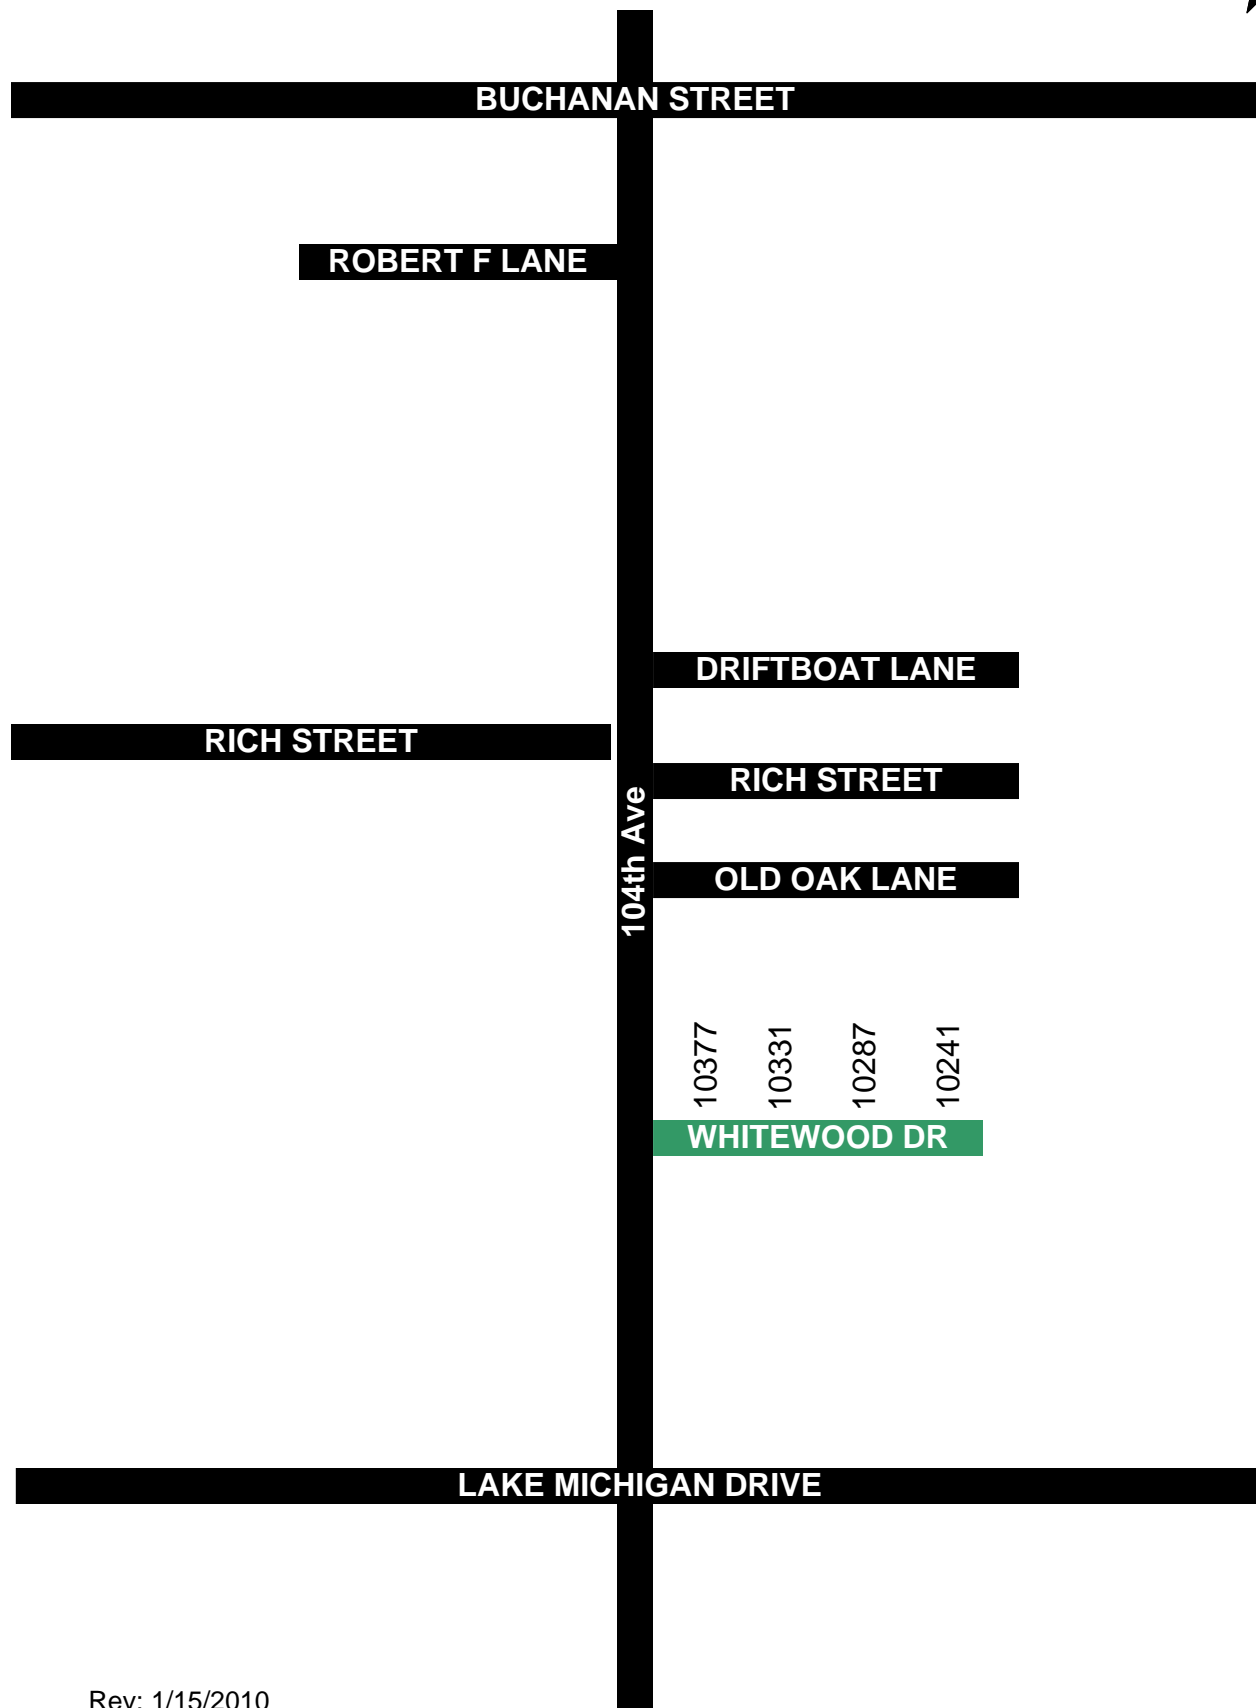 BUCHANAN STREET
ROBERT F LANE
DRIFTBOAT LANE
RICH STREET
RICH STREET
104th Ave
OLD OAK LANE
10377
10331
10287
10241
WHITEWOOD DR
LAKE MICHIGAN DRIVE
Rev: 1/15/2010